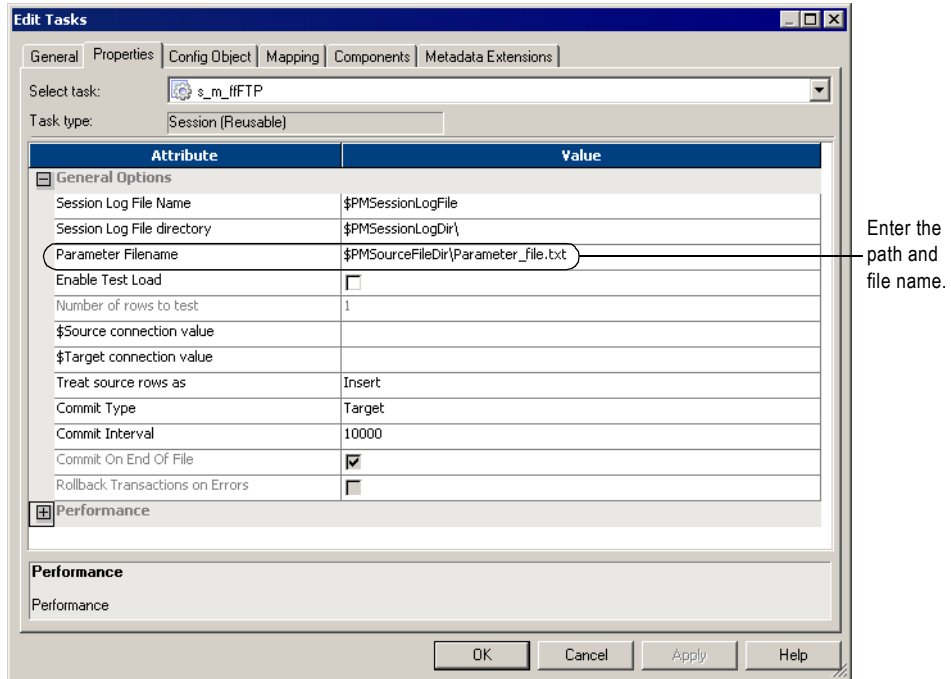 Edit Tasks
General Properties Config Object Mapping Components Metadata Extensions
Select task: s_m_ffFTP
Task type: Session (Reusable)
Attribute Value
General Options
Session Log File Name $PMSessionLogFile
Session Log File directory $PMSessionLogDir\
Parameter Filename $PMSourceFileDir\Parameter_file.txt
Enable Test Load
Number of rows to test 1
$Source connection value
$Target connection value
Treat source rows as Insert
Commit Type Target
Commit Interval 10000
Commit On End Of File
Rollback Transactions on Errors
Performance
Performance
Performance
OK Cancel Apply Help
Enter the
path and
file name.